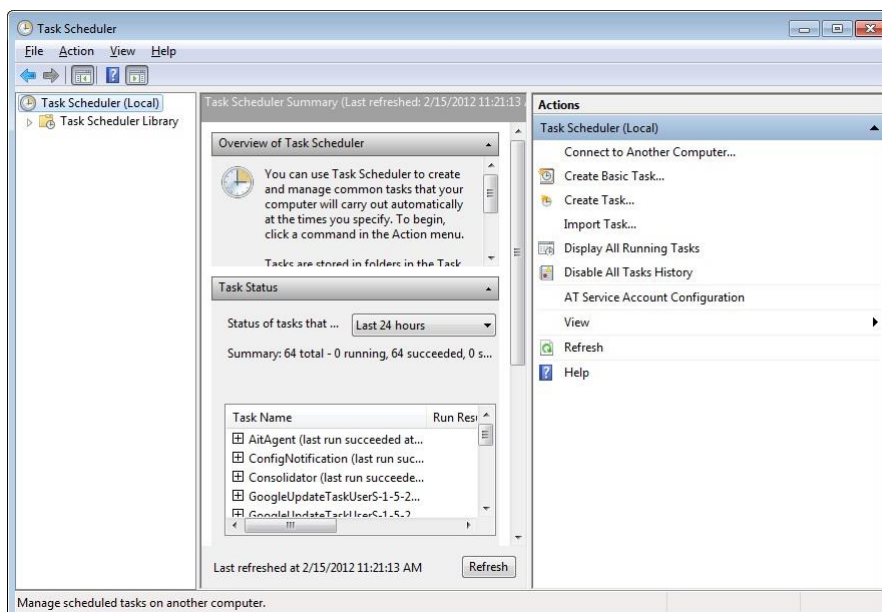 Task Scheduler
File Action View Help
Task Scheduler (Local)
Task Scheduler Library
Task Scheduler Summary (Last refreshed: 2/15/2012 11:21:13
Overview of Task Scheduler
You can use Task Scheduler to create
and manage common tasks that your
computer will carry out automatically
at the times you specify. To begin,
click a command in the Action menu.
Tasks are stored in folders in the Task
Task Status
Status of tasks that ... Last 24 hours
Summary: 64 total - 0 running, 64 succeeded, 0 s...
Task Name Run Resu
AitAgent (last run succeeded at...
ConfigNotification (last run suc...
Consolidator (last run succeede...
GoogleUpdateTaskUserS-1-5-2...
GoogleUpdateTaskUserS-1-5-2
Last refreshed at 2/15/2012 11:21:13 AM Refresh
Actions
Task Scheduler (Local)
Connect to Another Computer...
Create Basic Task...
Create Task...
Import Task...
Display All Running Tasks
Disable All Tasks History
AT Service Account Configuration
View
Refresh
Help
Manage scheduled tasks on another computer.